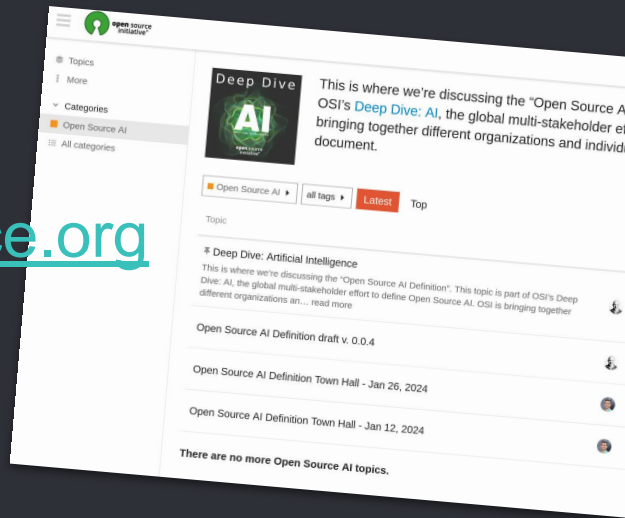 open source
initiative®
Topics
More
Categories
Open Source AI
All categories
ce.org
Deep Dive
AI
open source
initiative®
This is where we're discussing the “Open Source A
OSI's Deep Dive: AI, the global multi-stakeholder ef
bringing together different organizations and individu
document.
Open Source AI
all tags
Latest
Top
Topic
Deep Dive: Artificial Intelligence
This is where we're discussing the “Open Source AI Definition”. This topic is part of OSI's Deep
Dive: AI, the global multi-stakeholder effort to define Open Source AI. OSI is bringing together
different organizations an… read more
Open Source AI Definition draft v. 0.0.4
Open Source AI Definition Town Hall - Jan 26, 2024
Open Source AI Definition Town Hall - Jan 12, 2024
There are no more Open Source AI topics.